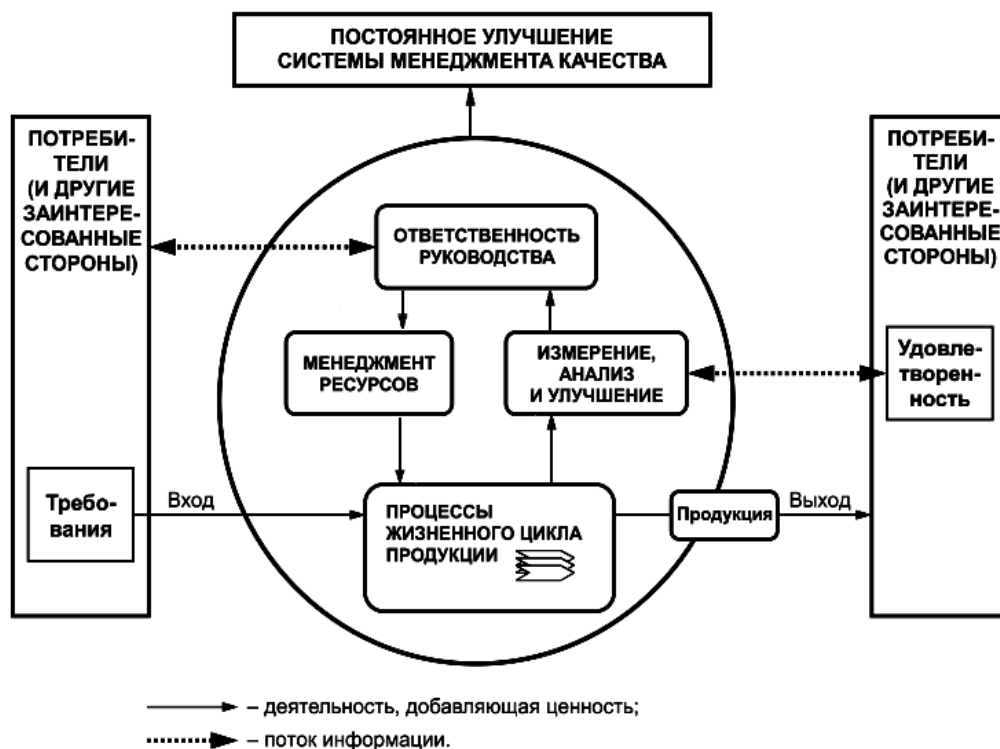 ПОСТОЯННОЕ УЛУЧШЕНИЕ
СИСТЕМЫ МЕНЕДЖМЕНТА КАЧЕСТВА
ПОТРЕБИ-
ТЕЛИ
(И ДРУГИЕ
ЗАИНТЕРЕ-
СОВАННЫЕ
СТОРОНЫ)
Требо-
вания
Вход
ОТВЕТСТВЕННОСТЬ
РУКОВОДСТВА
МЕНЕДЖМЕНТ
РЕСУРСОВ
ИЗМЕРЕНИЕ,
АНАЛИЗ
И УЛУЧШЕНИЕ
ПРОЦЕССЫ
ЖИЗНЕННОГО ЦИКЛА
ПРОДУКЦИИ
Продукция
Выход
ПОТРЕБИ-
ТЕЛИ
(И ДРУГИЕ
ЗАИНТЕРЕ-
СОВАННЫЕ
СТОРОНЫ)
Удовле-
творен-
ность
– деятельность, добавляющая ценность;
– поток информации.